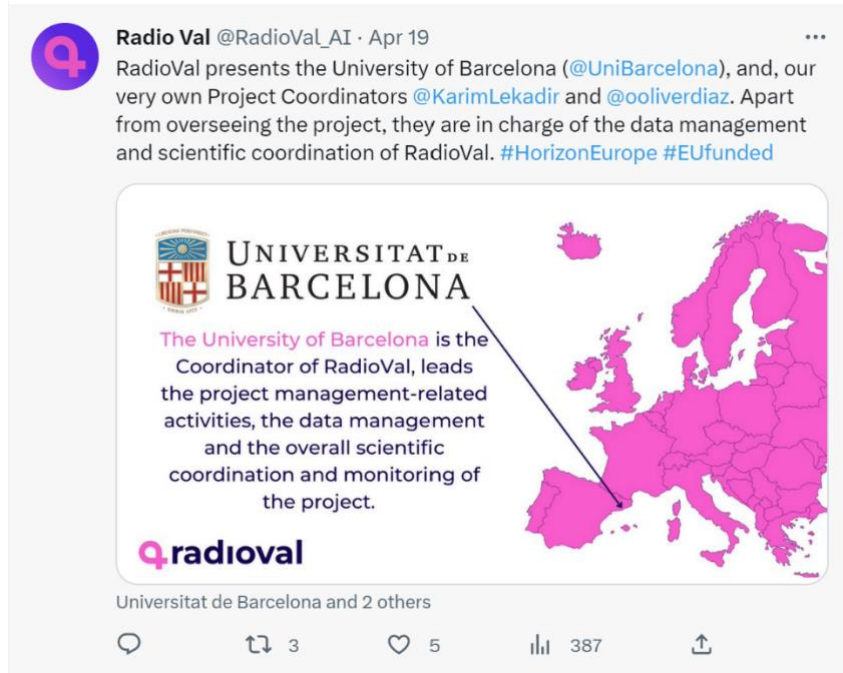 Radio Val @RadioVal_AI · Apr 19
RadioVal presents the University of Barcelona (@UniBarcelona), and, our
very own Project Coordinators @KarimLekadir and @ooliverdiaz. Apart
from overseeing the project, they are in charge of the data management
and scientific coordination of RadioVal. #HorizonEurope #EUfunded
UNIVERSITAT DE
BARCELONA
The University of Barcelona is the
Coordinator of RadioVal, leads
the project management-related
activities, the data management
and the overall scientific
coordination and monitoring of
the project.
radıoval
Universitat de Barcelona and 2 others
3 5 387